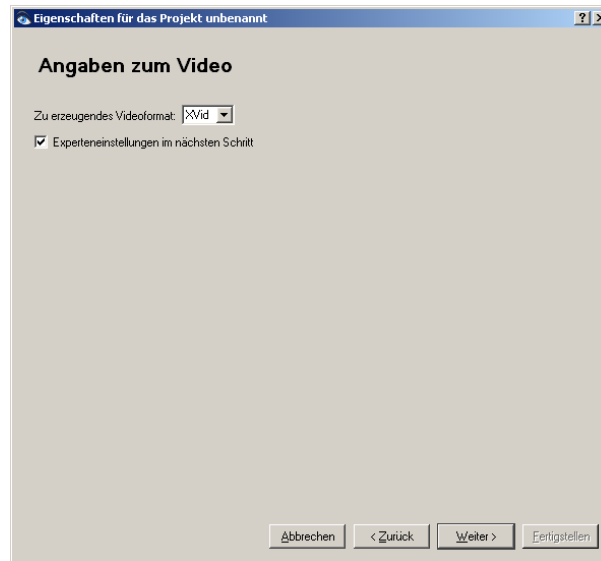 Eigenschaften für das Projekt unbenannt
Angaben zum Video
Zu erzeugendes Videoformat: XVid
Experteneinstellungen im nächsten Schritt
Abbrechen < Zurück Weiter > Fertigstellen